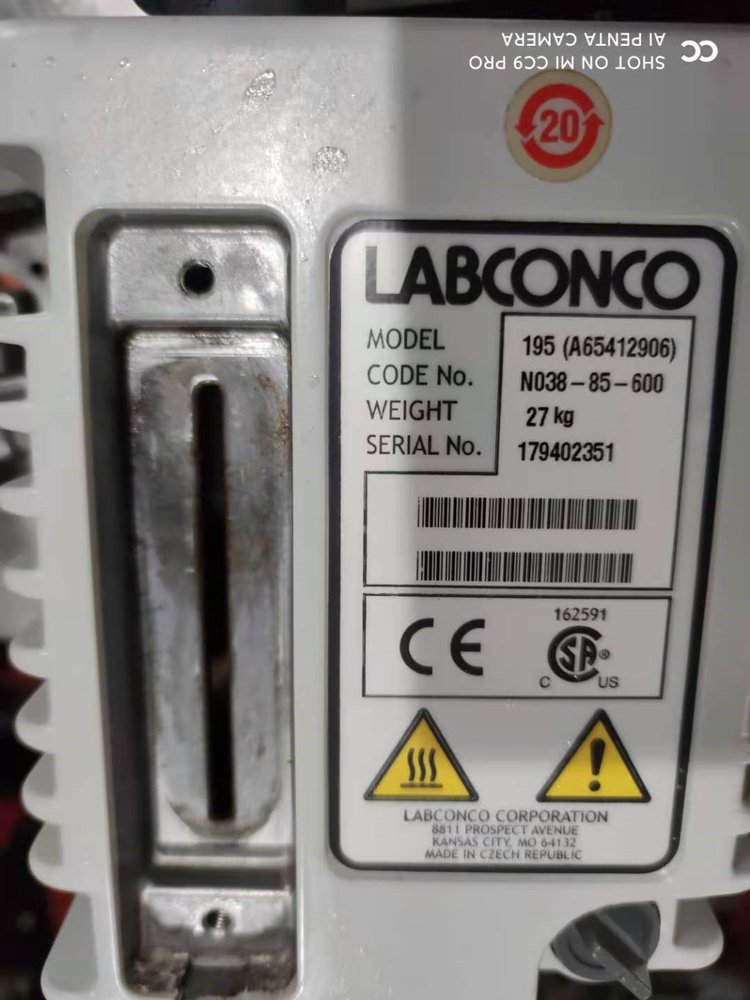 SHOT ON MI CC9 PRO
AI PENTA CAMERA
20
LABCONCO
MODEL 195 (A65412906)
CODE No. N038-85-600
WEIGHT 27 kg
SERIAL No. 179402351
CE
162591
SA®
C US
LABCONCO CORPORATION
8811 PROSPECT AVENUE
KANSAS CITY, MO 64132
MADE IN CZECH REPUBLIC